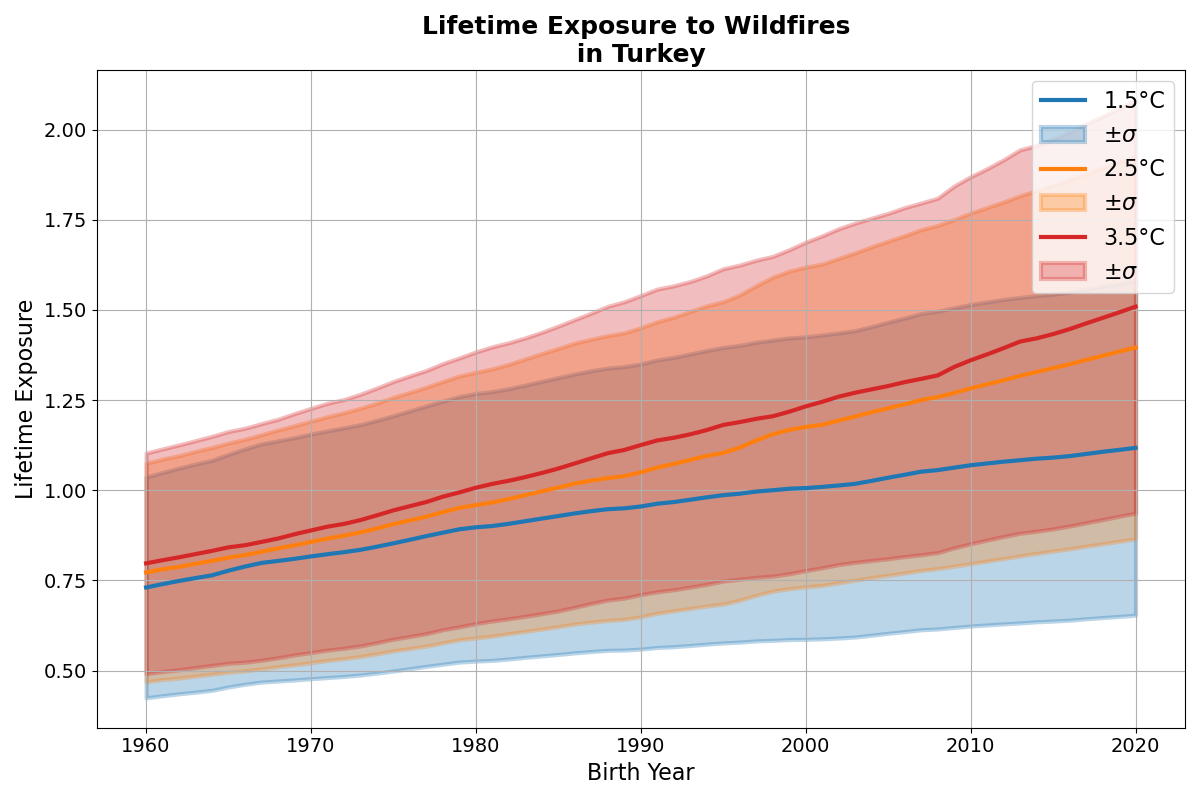 Lifetime Exposure to Wildfires
in Turkey
1.5°C
±σ
2.5°C
±σ
3.5°C
±σ
Lifetime Exposure
2.00
1.75
1.50
1.25
1.00
0.75
0.50
1960 1970 1980 1990 2000 2010 2020
Birth Year